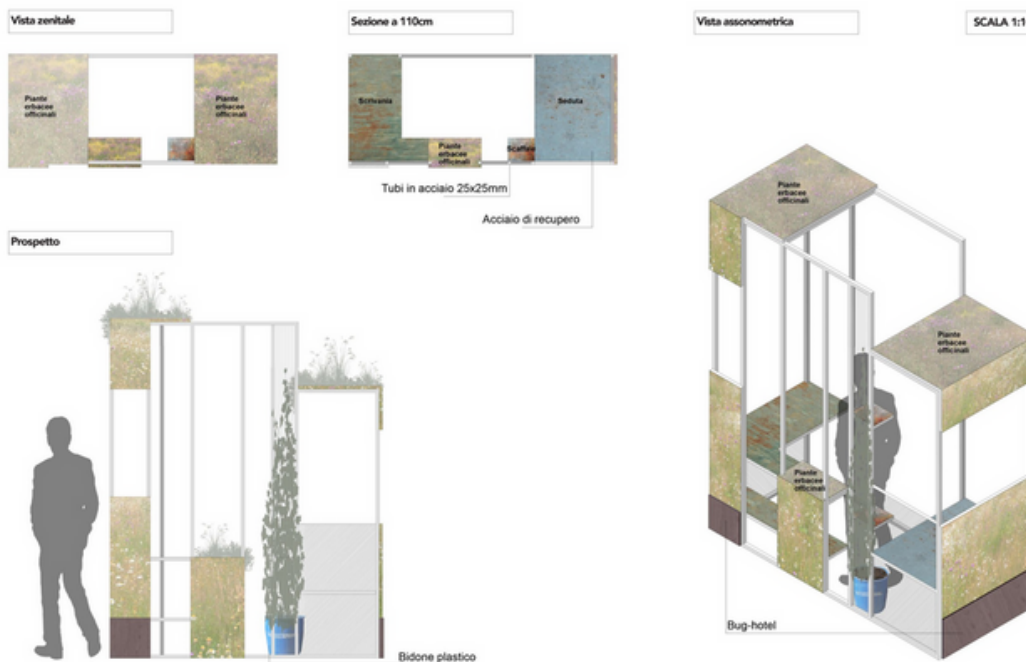 Vista zenitale
Sezione a 110cm
Vista assonometrica
SCALA 1:1
Piante
erbacee
officinali
Piante
erbacee
officinali
Scrivania
Seduta
Piante
erbacee
officinali
Scaffale
Tubi in acciaio 25x25mm
Acciaio di recupero
Prospetto
Bidone plastico
Piante
erbacee
officinali
Piante
erbacee
officinali
Piante
erbacee
officinali
Bug-hotel